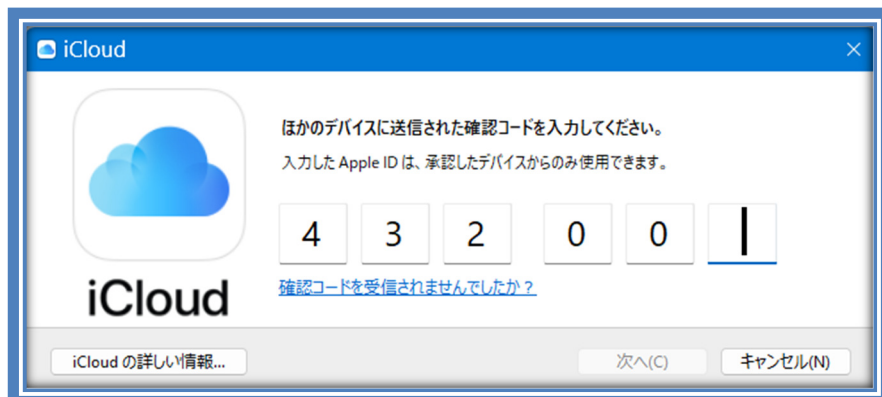 iCloud
ほかのデバイスに送信された確認コードを入力してください。
入力した Apple ID は、承認したデバイスからのみ使用できます。
4 3 2 0 0
確認コードを受信されませんでしたか？
iCloud
iCloud の詳しい情報...
次へ(C)
キャンセル(N)